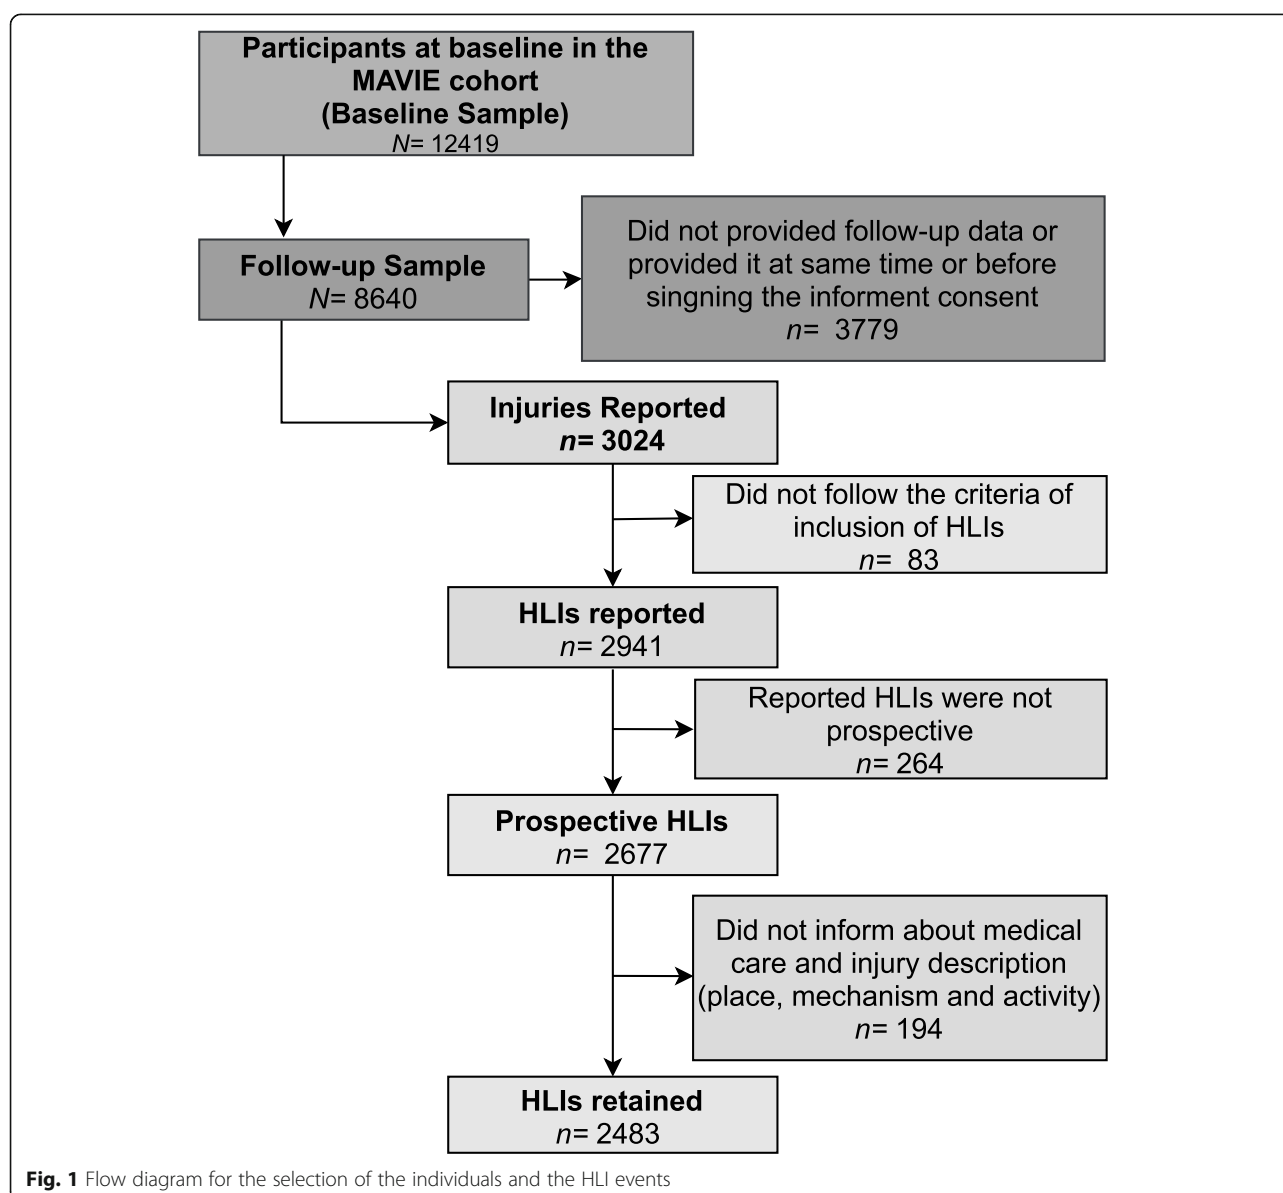 Participants at baseline in the
MAVIE cohort
(Baseline Sample)
N= 12419
Follow-up Sample
N= 8640
Did not provided follow-up data or
provided it at same time or before
singning the informent consent
n= 3779
Injuries Reported
n= 3024
Did not follow the criteria of
inclusion of HLIs
n= 83
HLIs reported
n= 2941
Reported HLIs were not
prospective
n= 264
Prospective HLIs
n= 2677
Did not inform about medical
care and injury description
(place, mechanism and activity)
n= 194
HLIs retained
n= 2483
Fig. 1 Flow diagram for the selection of the individuals and the HLI events